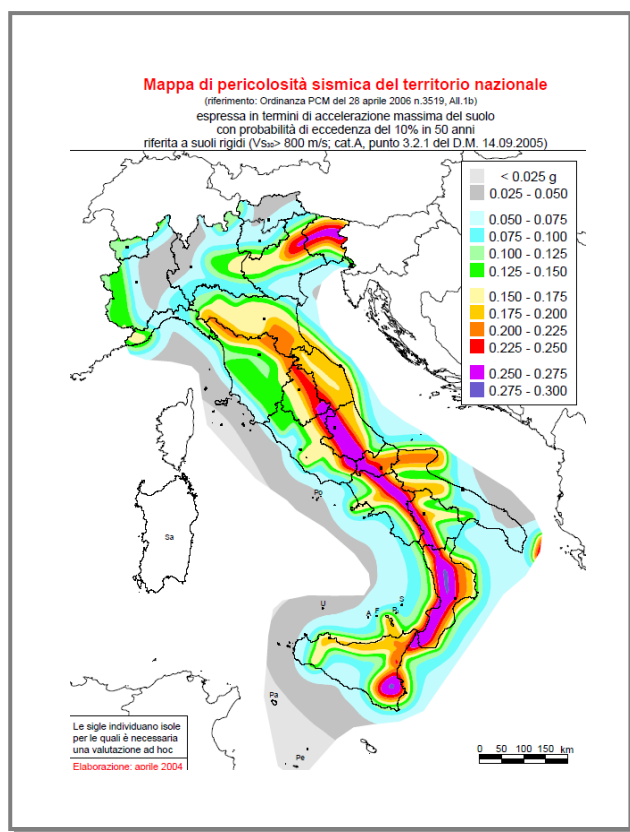 Mappa di pericolosità sismica del territorio nazionale
(riferimento: Ordinanza PCM del 28 aprile 2006 n.3519, All.1b)
espressa in termini di accelerazione massima del suolo
con probabilità di eccedenza del 10% in 50 anni
riferita a suoli rigidi (Vs30> 800 m/s; cat.A, punto 3.2.1 del D.M. 14.09.2005)
< 0.025 g
0.025 - 0.050
0.050 - 0.075
0.075 - 0.100
0.100 - 0.125
0.125 - 0.150
0.150 - 0.175
0.175 - 0.200
0.200 - 0.225
0.225 - 0.250
0.250 - 0.275
0.275 - 0.300
Po
Sa
U
A
F
P
S
Pa
Pe
Le sigle individuano isole
per le quali è necessaria
una valutazione ad hoc
Elaborazione: aprile 2004
0 50 100 150 km